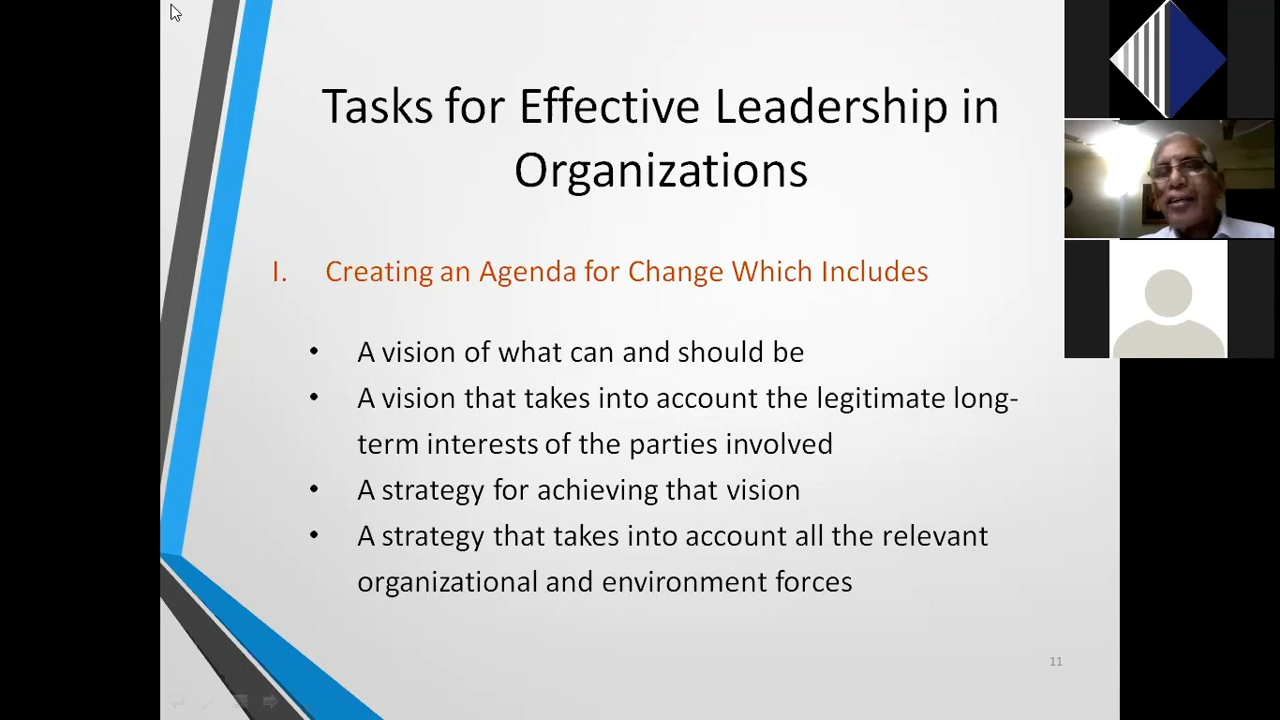 Tasks for Effective Leadership in
Organizations
I. Creating an Agenda for Change Which Includes
• A vision of what can and should be
• A vision that takes into account the legitimate long-
term interests of the parties involved
• A strategy for achieving that vision
• A strategy that takes into account all the relevant
organizational and environment forces
11